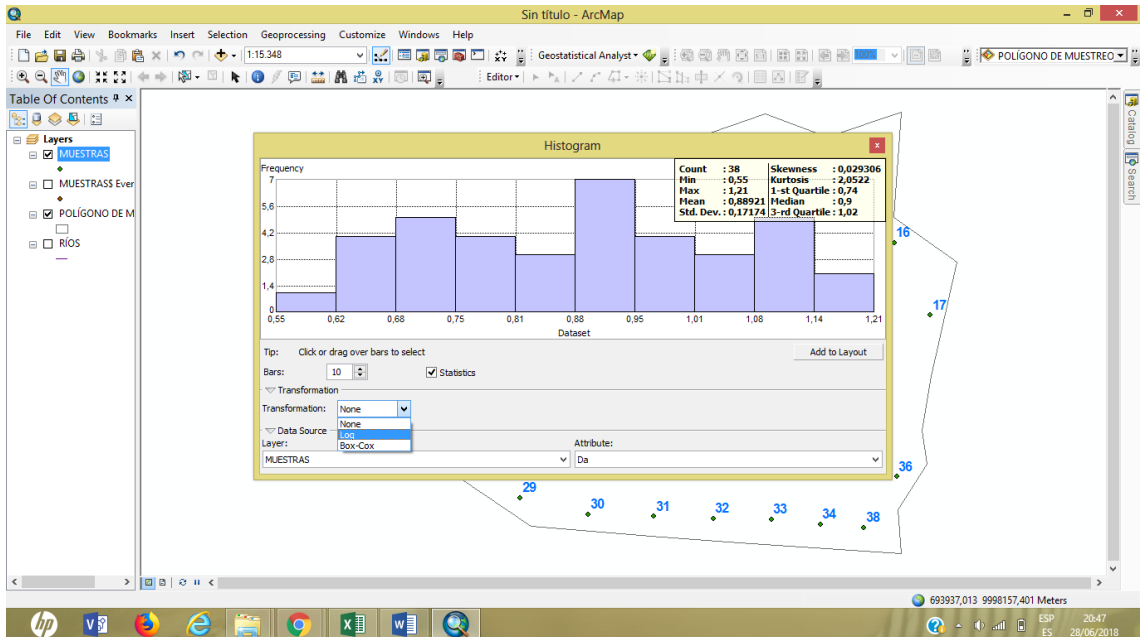 Sin título - ArcMap
File Edit View Bookmarks Insert Selection Geoprocessing Customize Windows Help
1:15.348
Geostatistical Analyst
100%
POLÍGONO DE MUESTREO
Editor
Table Of Contents
Layers
MUESTRAS
MUESTRAS$ Ever
POLÍGONO DE M
RÍOS
Catalog
Search
Histogram
Frequency
7
5,6
4,2
2,8
1,4
0
Count : 38 Skewness : 0,029306
Min : 0,55 Kurtosis : 2,0522
Max : 1,21 1-st Quartile : 0,74
Mean : 0,88921 Median : 0,9
Std. Dev. : 0,17174 3-rd Quartile : 1,02
0,55 0,62 0,68 0,75 0,81 0,88 0,95 1,01 1,08 1,14 1,21
Dataset
Tip: Click or drag over bars to select
Add to Layout
Bars: 10 Statistics
Transformation
Transformation: None
None
Log
Box-Cox
Data Source
Layer: Attribute:
MUESTRAS Da
16
17
36
29
30
31
32
33
34
38
693937,013 9998157,401 Meters
hp
ESP
ES
20:47
28/06/2018